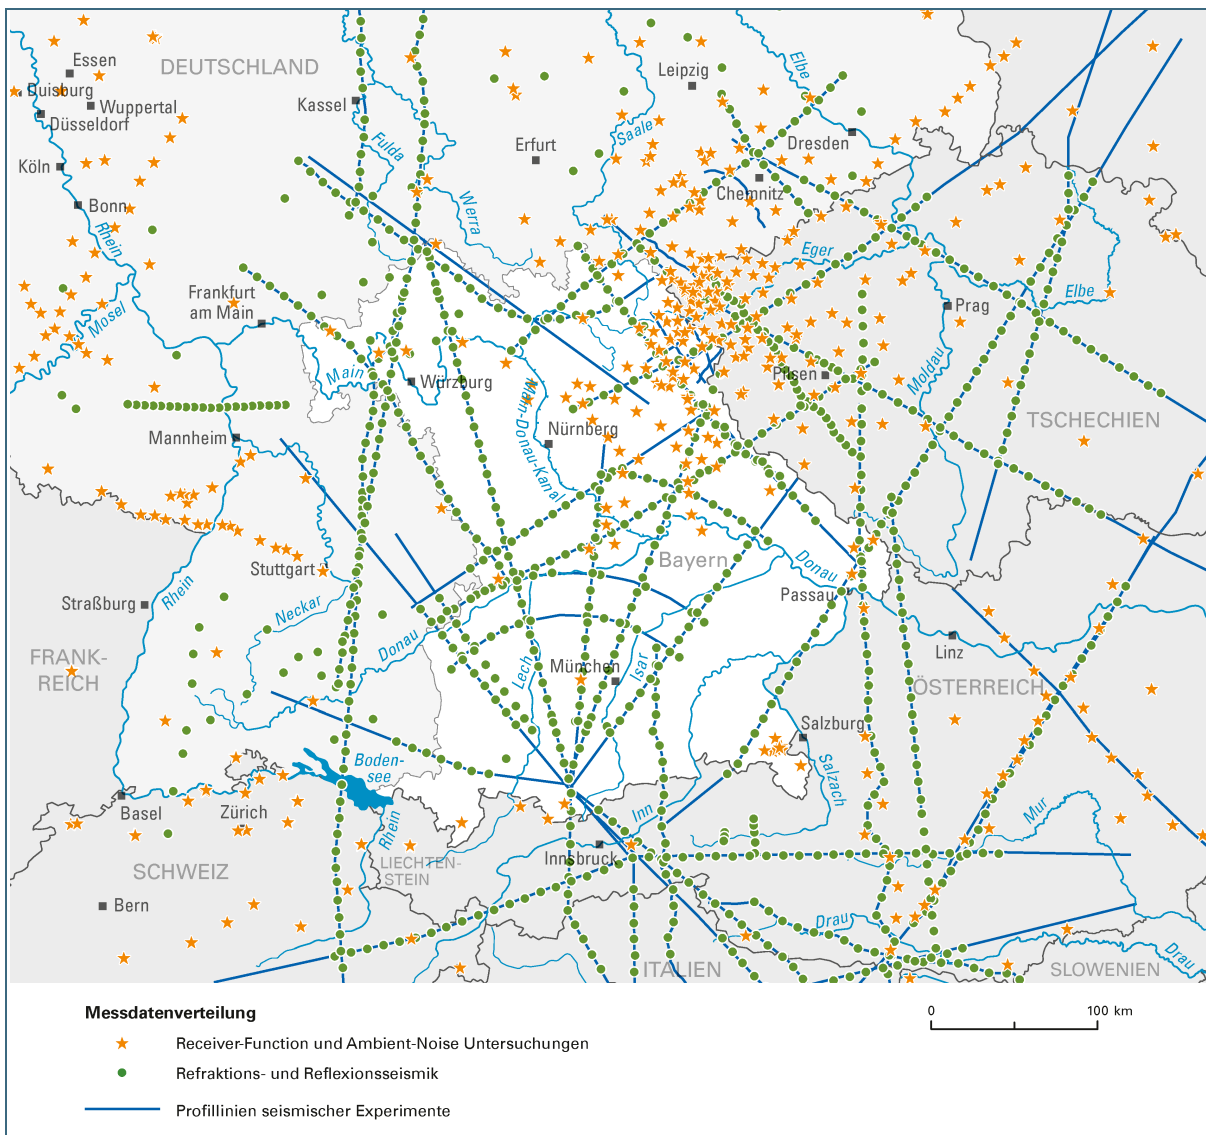 Essen
DEUTSCHLAND
Leipzig
Elbe
Duisburg
Wuppertal
Kassel
Düsseldorf
Saale
Dresden
Fulda
Erfurt
Köln
Chemnitz
Bonn
Werra
Rhein
Eger
Elbe
Frankfurt
am Main
Prag
Mosel
Main
Würzburg
Pilsen
Moldau
Main-Donau-Kanal
TSCHECHIEN
Mannheim
Nürnberg
Bayern
Donau
Stuttgart
Passau
Straßburg
Rhein
Neckar
Donau
Linz
FRANK-
REICH
Lech
München
Isar
ÖSTERREICH
Salzburg
Boden-
see
Salzach
Basel
Zürich
Rhein
Inn
Mur
Innsbruck
SCHWEIZ
LIECHTEN-
STEIN
Bern
Drau
ITALIEN
SLOWENIEN
Drau
Messdatenverteilung
0 100 km
Receiver-Function und Ambient-Noise Untersuchungen
Refraktions- und Reflexionsseismik
Profillinien seismischer Experimente